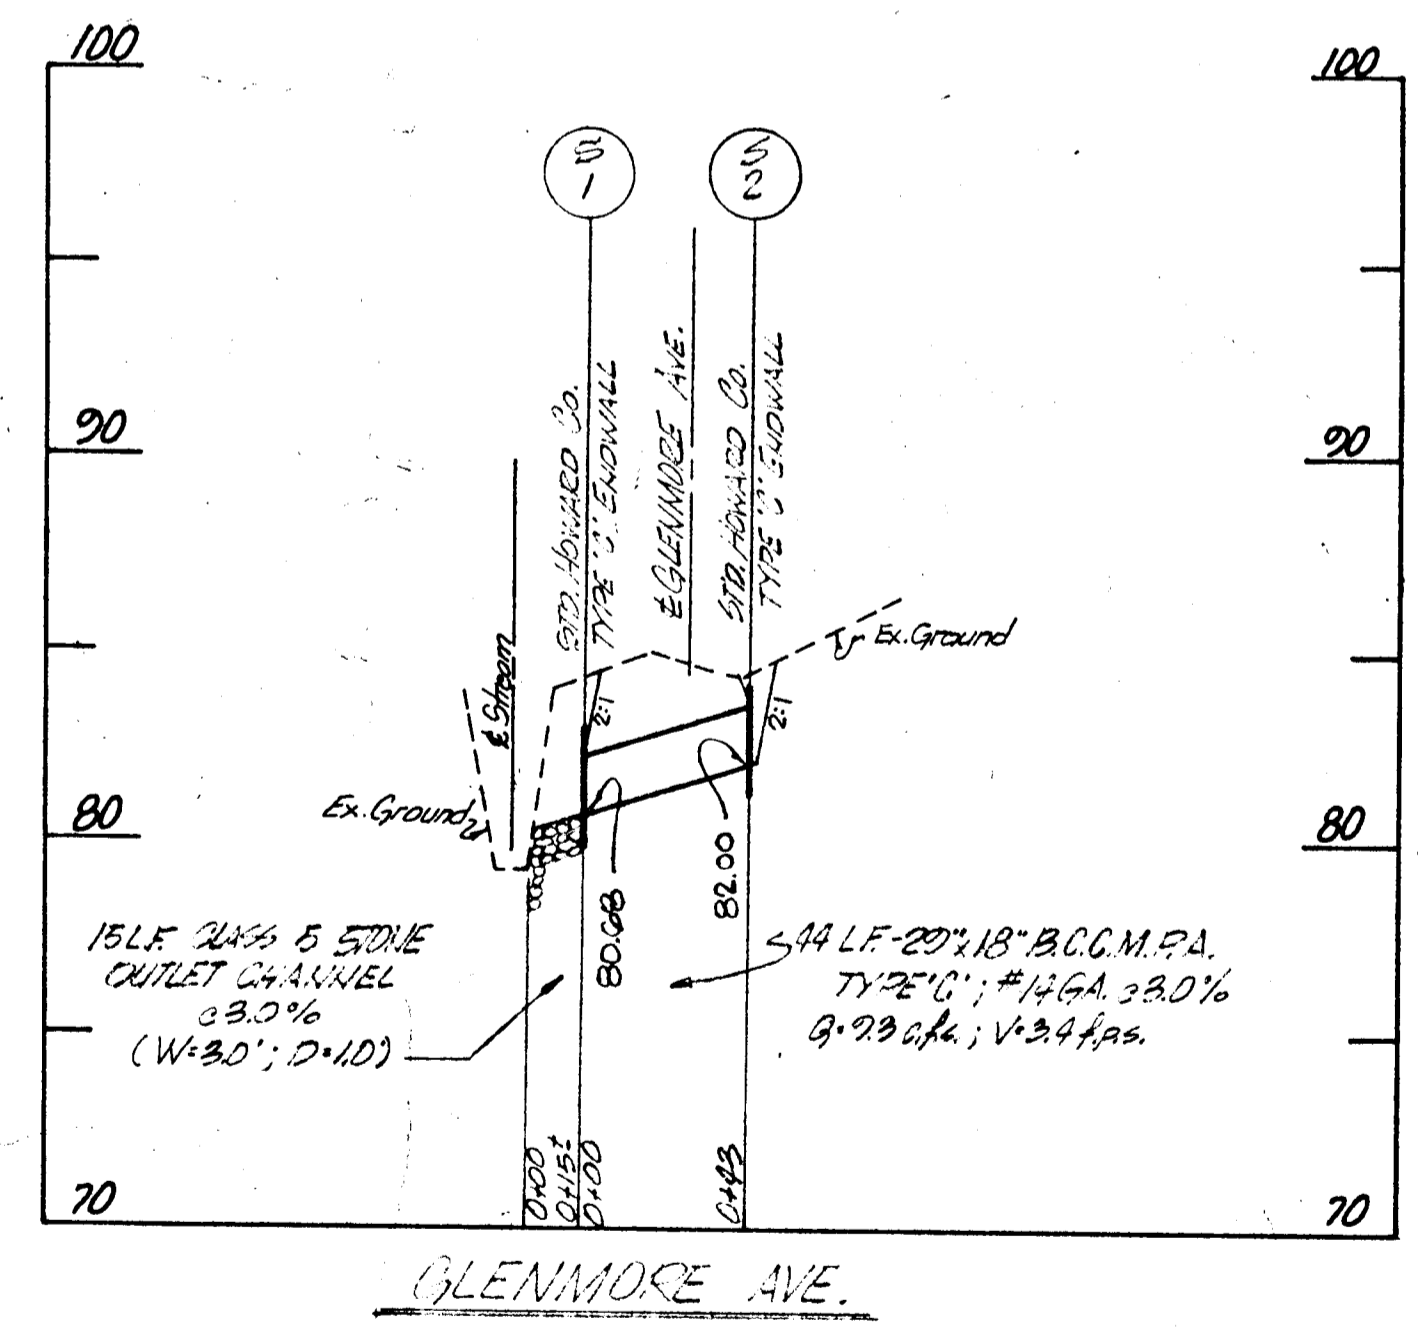 100
100
S
1
S
2
90
90
STD. HOWARD CO.
TYPE 'C' ENDWALL
℄ GLENMORE AVE.
STD. HOWARD CO.
TYPE 'C' ENDWALL
℄ Stream
Ex. Ground
2:1
2:1
Ex. Ground
80
80
80.68
82.00
15 L.F. CLASS 5 STONE
OUTLET CHANNEL
@ 3.0%
(W=3.0'; D=1.0')
44 L.F. - 29"x18" B.C.C.M.P.A.
TYPE 'C'; #14 GA. @ 3.0%
Q=9.3 c.f.s.; V=3.4 f.p.s.
0+00
0+15±
0+00
0+43
70
70
GLENMORE AVE.